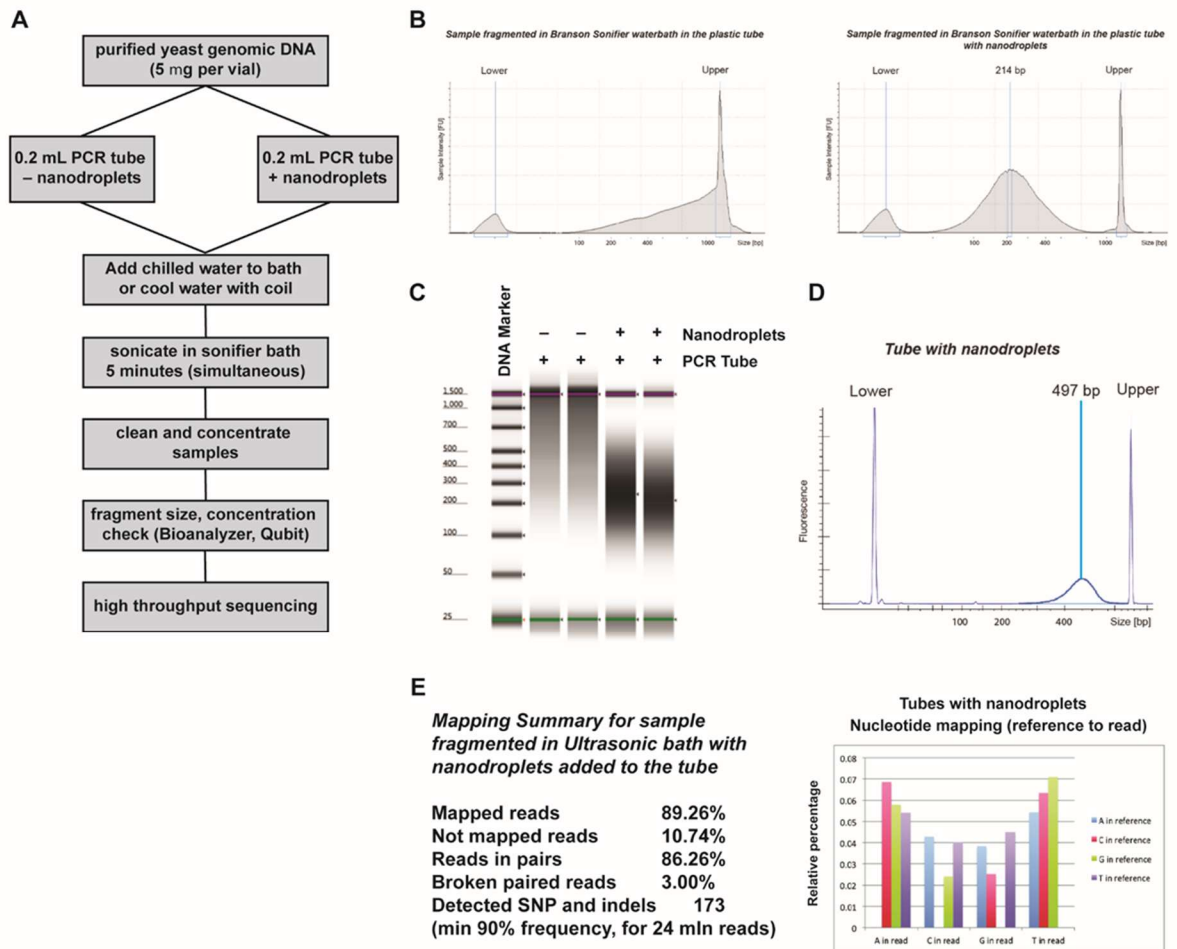 A
purified yeast genomic DNA
(5 mg per vial)
0.2 mL PCR tube
– nanodroplets
0.2 mL PCR tube
+ nanodroplets
Add chilled water to bath
or cool water with coil
sonicate in sonifier bath
5 minutes (simultaneous)
clean and concentrate
samples
fragment size, concentration
check (Bioanalyzer, Qubit)
high throughput sequencing
B
Sample fragmented in Branson Sonifier waterbath in the plastic tube
Lower
Upper
Sample Intensity [FU]
100 200 400 1000 Size [bp]
Sample fragmented in Branson Sonifier waterbath in the plastic tube
with nanodroplets
Lower
214 bp
Upper
Sample Intensity [FU]
100 200 400 1000 Size [bp]
C
DNA Marker
– – + + Nanodroplets
+ + + + PCR Tube
1,500
1,000
700
500
400
300
200
100
50
25
D
Tube with nanodroplets
Lower
497 bp
Upper
Fluorescence
100 200 400 Size [bp]
E
Mapping Summary for sample
fragmented in Ultrasonic bath with
nanodroplets added to the tube
Mapped reads 89.26%
Not mapped reads 10.74%
Reads in pairs 86.26%
Broken paired reads 3.00%
Detected SNP and indels 173
(min 90% frequency, for 24 mln reads)
Tubes with nanodroplets
Nucleotide mapping (reference to read)
Relative percentage
0.08
0.07
0.06
0.05
0.04
0.03
0.02
0.01
0
A in read C in read G in read T in read
A in reference
C in reference
G in reference
T in reference